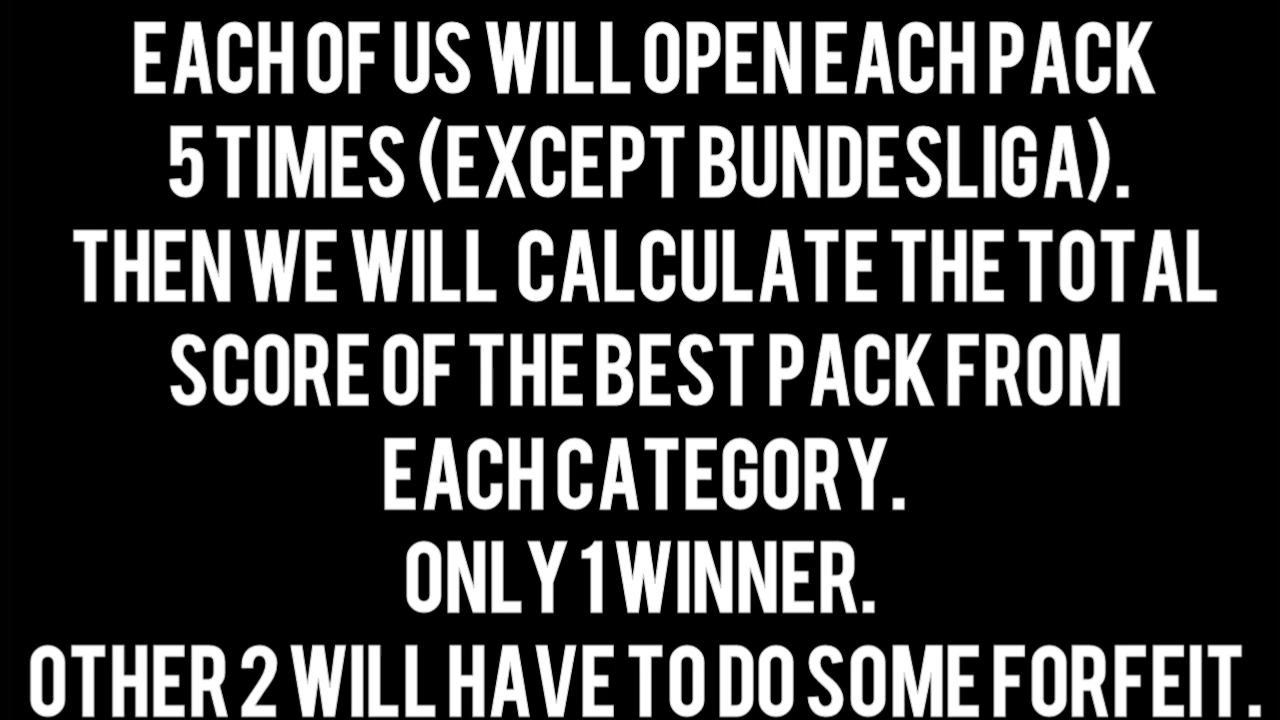 EACH OF US WILL OPEN EACH PACK
5 TIMES (EXCEPT BUNDESLIGA).
THEN WE WILL CALCULATE THE TOTAL
SCORE OF THE BEST PACK FROM
EACH CATEGORY.
ONLY 1 WINNER.
OTHER 2 WILL HAVE TO DO SOME FORFEIT.